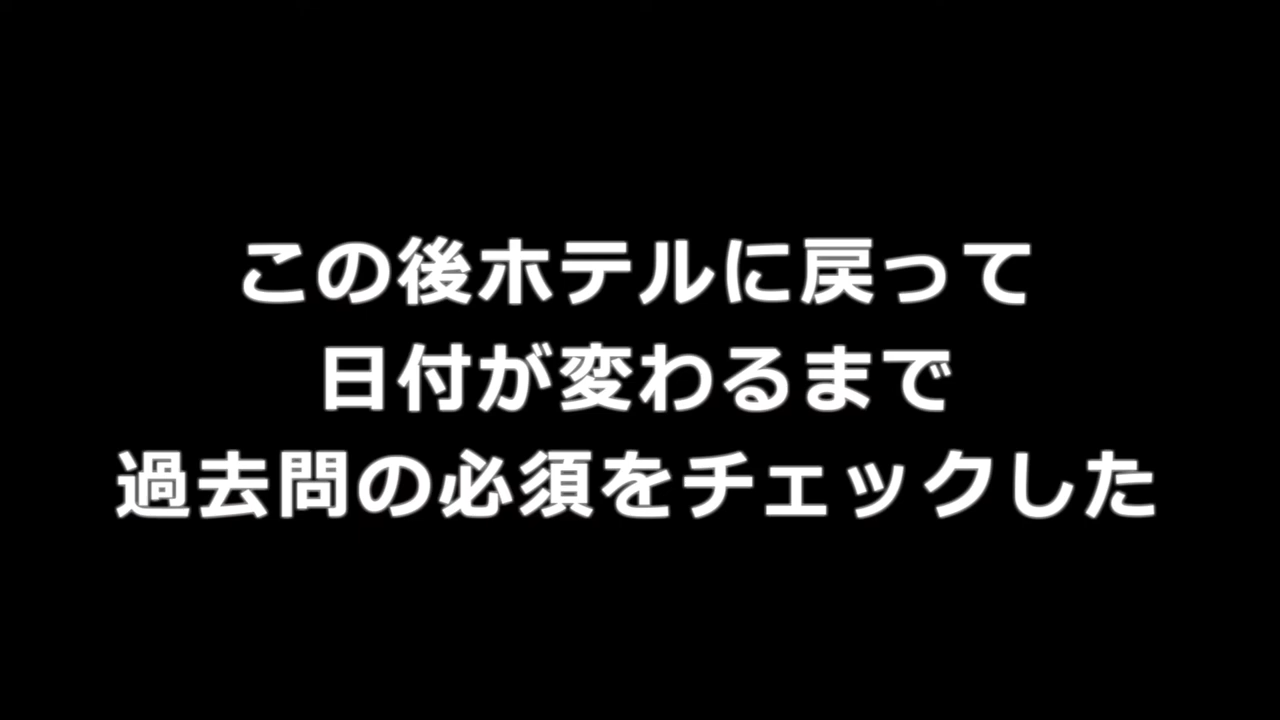 この後ホテルに戻って
日付が変わるまで
過去問の必須をチェックした